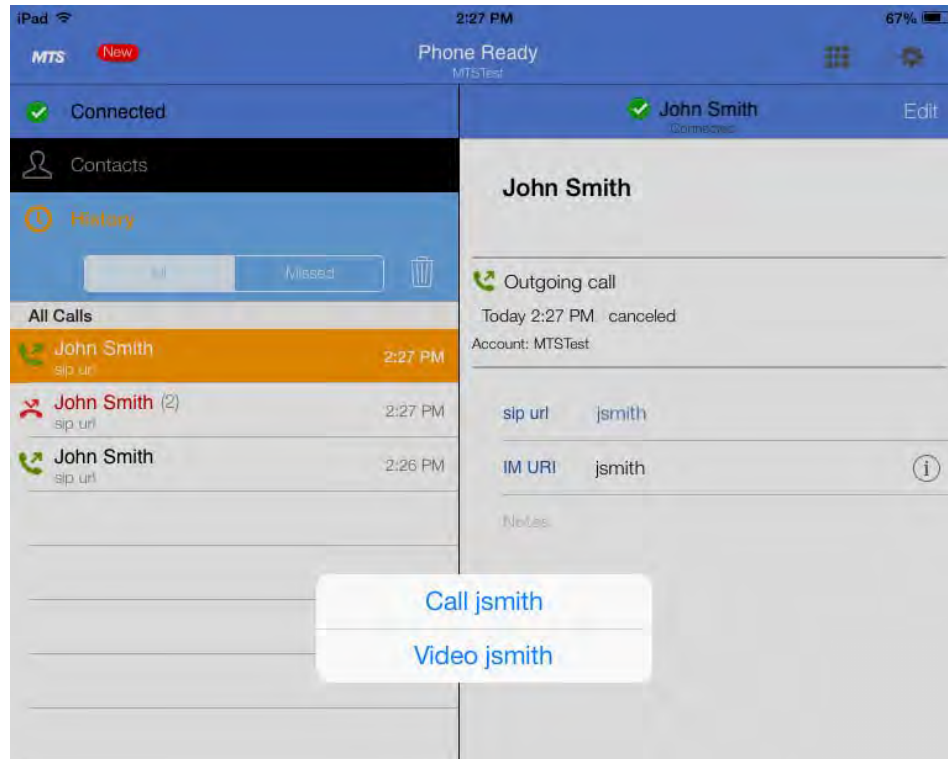 iPad 2:27 PM 67%
MTS New Phone Ready
MTSTest
Connected
Contacts
History
All Missed
All Calls
John Smith 2:27 PM
sip url
John Smith (2) 2:27 PM
sip url
John Smith 2:26 PM
sip url
John Smith Edit
Connected
John Smith
Outgoing call
Today 2:27 PM canceled
Account: MTSTest
sip url jsmith
IM URI jsmith
Notes
Call jsmith
Video jsmith